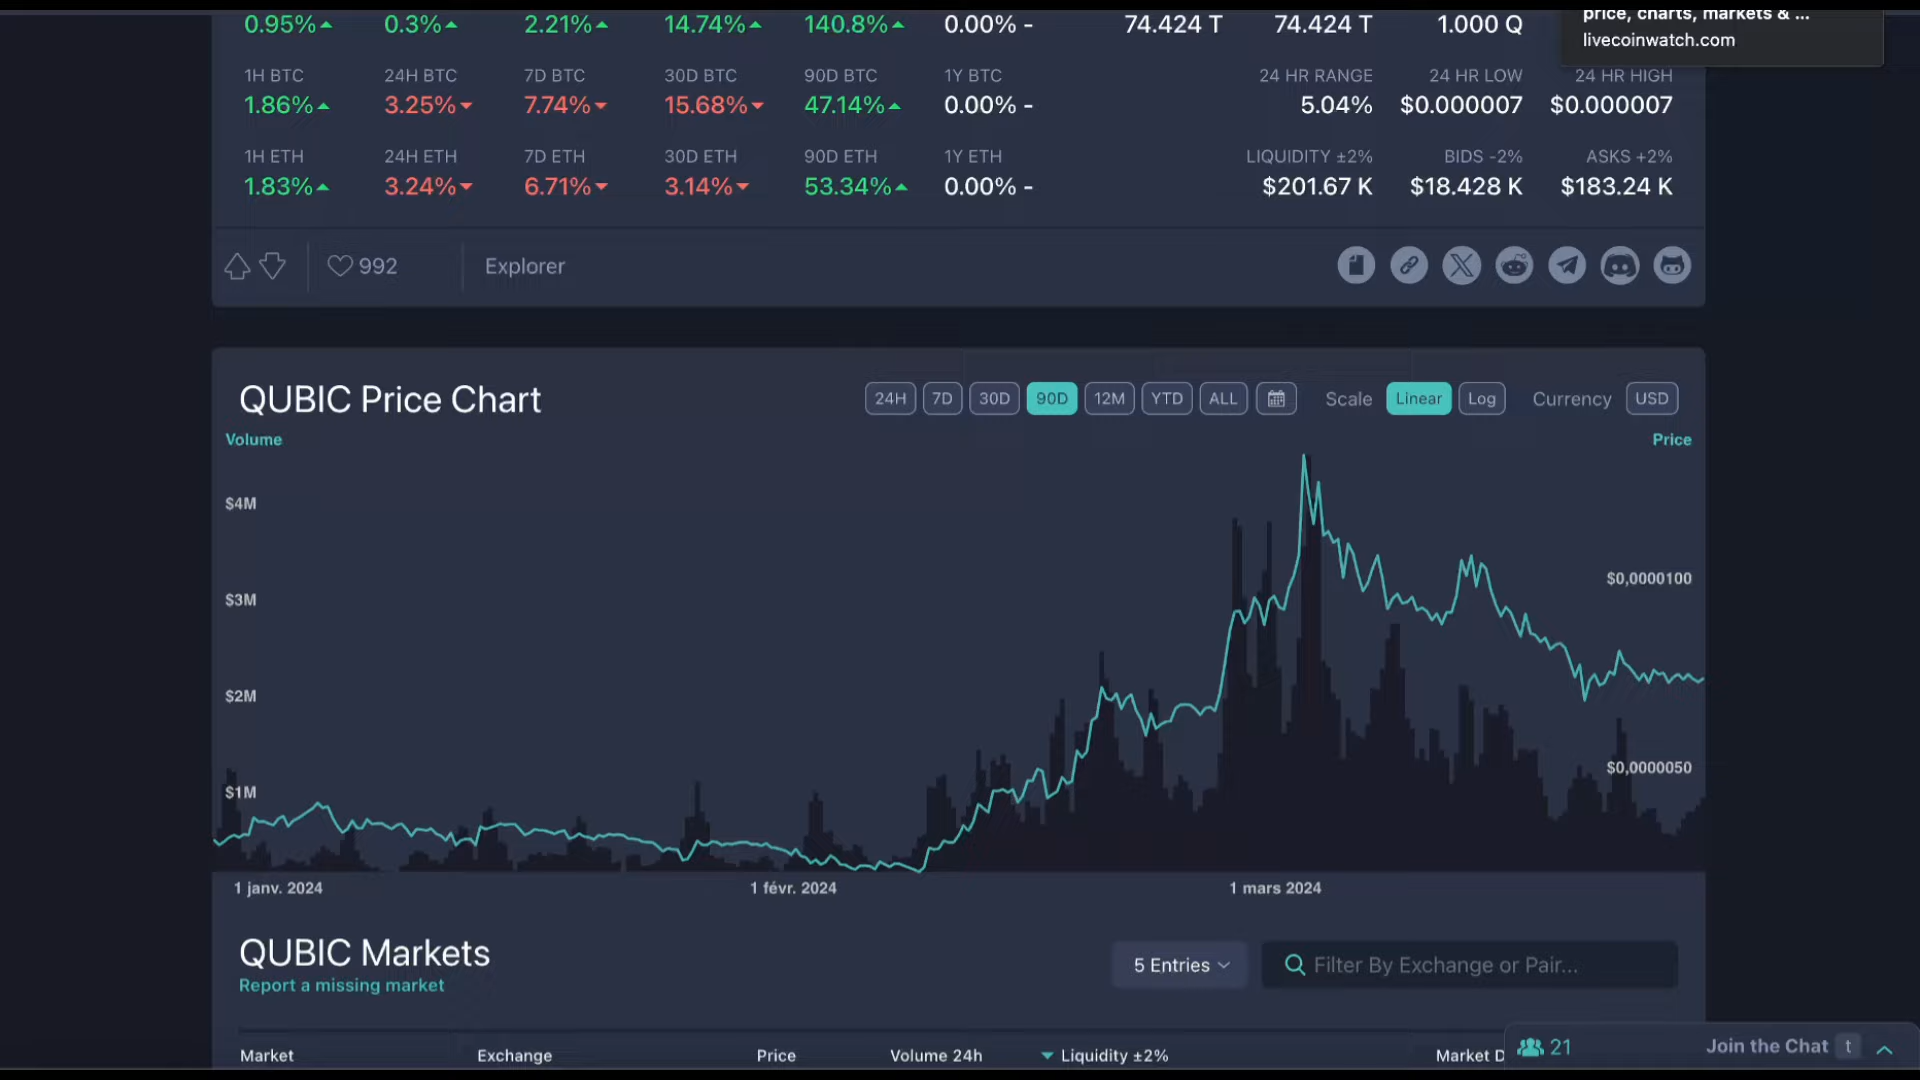 price, charts, markets & ...
livecoinwatch.com
0.95% 0.3% 2.21% 14.74% 140.8% 0.00% - 74.424 T 74.424 T 1.000 Q
1H BTC 24H BTC 7D BTC 30D BTC 90D BTC 1Y BTC 24 HR RANGE 24 HR LOW 24 HR HIGH
1.86% 3.25% 7.74% 15.68% 47.14% 0.00% - 5.04% $0.000007 $0.000007
1H ETH 24H ETH 7D ETH 30D ETH 90D ETH 1Y ETH LIQUIDITY ±2% BIDS -2% ASKS +2%
1.83% 3.24% 6.71% 3.14% 53.34% 0.00% - $201.67 K $18.428 K $183.24 K
992 Explorer
QUBIC Price Chart 24H 7D 30D 90D 12M YTD ALL Scale Linear Log Currency USD
Volume Price
$4M
$0,0000100
$3M
$2M
$0,0000050
$1M
1 janv. 2024 1 févr. 2024 1 mars 2024
QUBIC Markets 5 Entries Filter By Exchange or Pair...
Report a missing market
Market Exchange Price Volume 24h Liquidity ±2% Market D
21 Join the Chat t